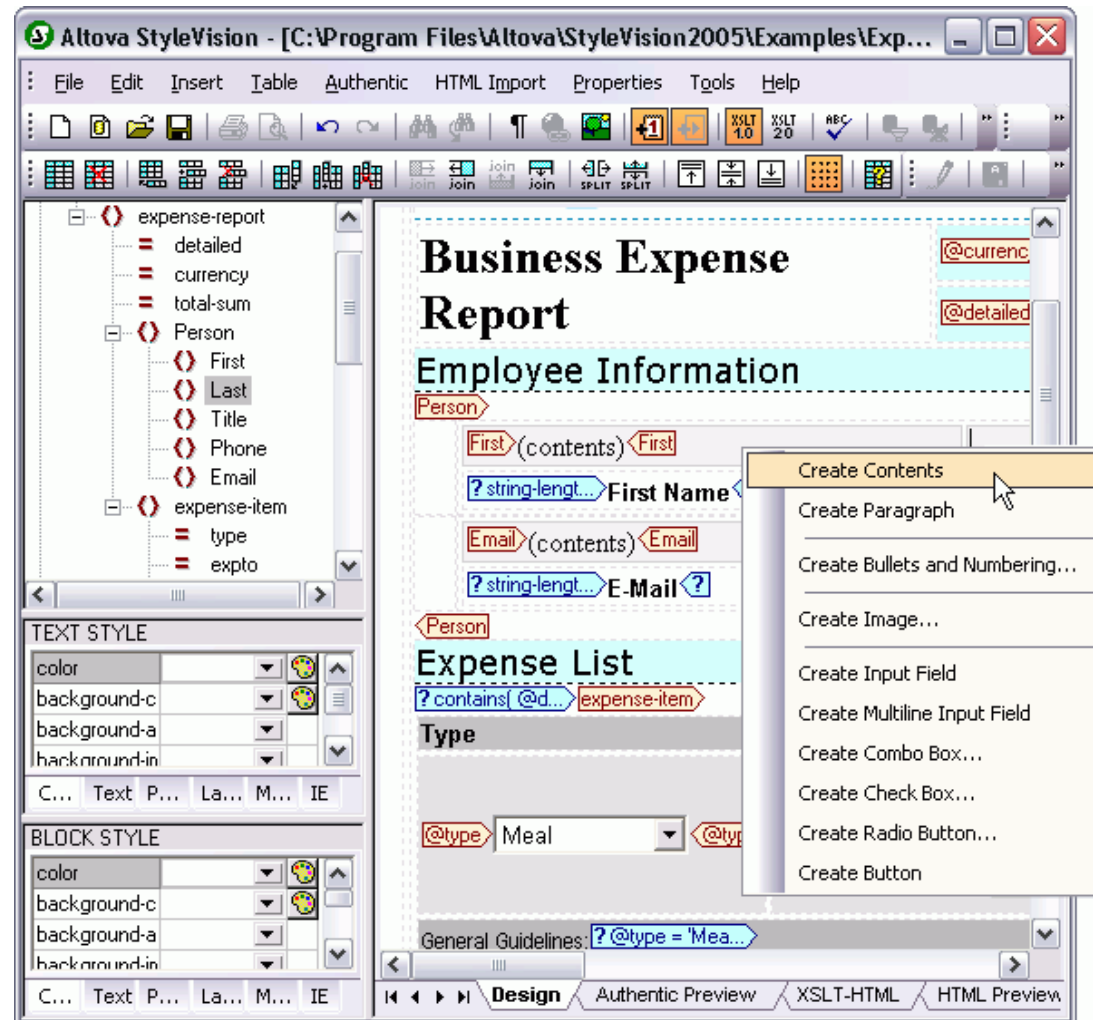 Altova StyleVision - [C:\Program Files\Altova\StyleVision2005\Examples\Exp...
File Edit Insert Table Authentic HTML Import Properties Tools Help
XSLT 1.0 XSLT 2.0 ABC
join join join join SPLIT SPLIT
expense-report
detailed
currency
total-sum
Person
First
Last
Title
Phone
Email
expense-item
type
expto
TEXT STYLE
color
background-c
background-a
background-in
C... Text P... La... M... IE
BLOCK STYLE
color
background-c
background-a
background-in
C... Text P... La... M... IE
Business Expense
Report
@currenc
@detailed
Employee Information
Person
First (contents) First
? string-lengt... First Name
Email (contents) Email
? string-lengt... E-Mail ?
Person
Expense List
? contains( @d... expense-item
Type
@type Meal @typ
General Guidelines: ? @type = 'Mea...
Create Contents
Create Paragraph
Create Bullets and Numbering...
Create Image...
Create Input Field
Create Multiline Input Field
Create Combo Box...
Create Check Box...
Create Radio Button...
Create Button
Design Authentic Preview XSLT-HTML HTML Preview